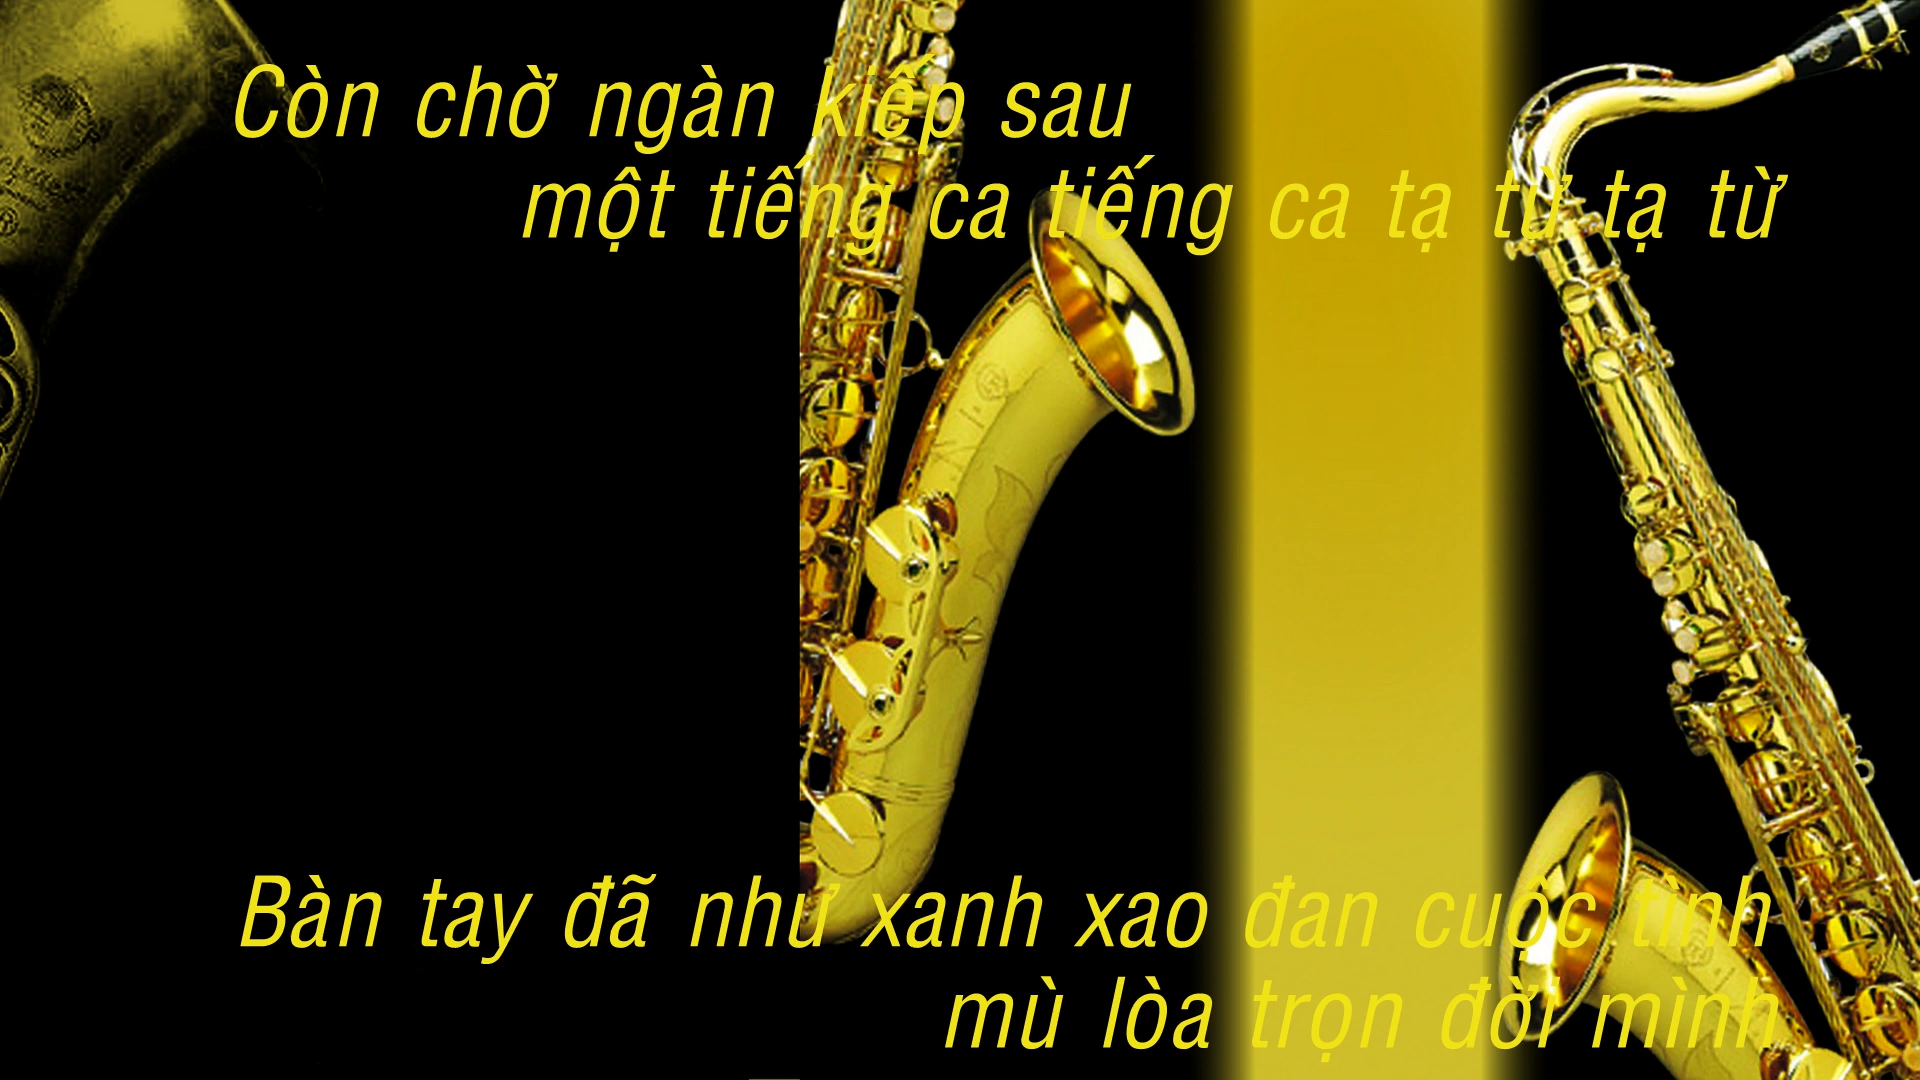 Còn chờ ngàn kiếp sau
một tiếng ca tiếng ca tạ từ tạ từ
Bàn tay đã như xanh xao đan cuộc tình
mù lòa trọn đời mình